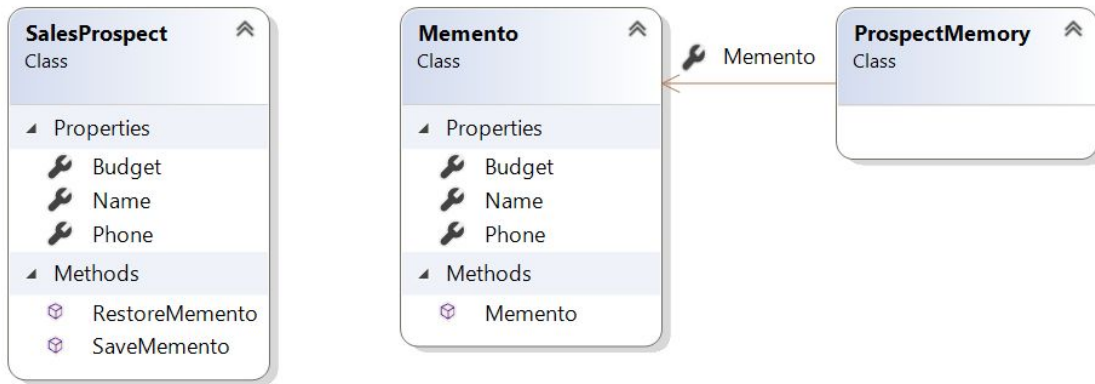 SalesProspect
Class
Properties
Budget
Name
Phone
Methods
RestoreMemento
SaveMemento
Memento
Class
Properties
Budget
Name
Phone
Methods
Memento
Memento
ProspectMemory
Class